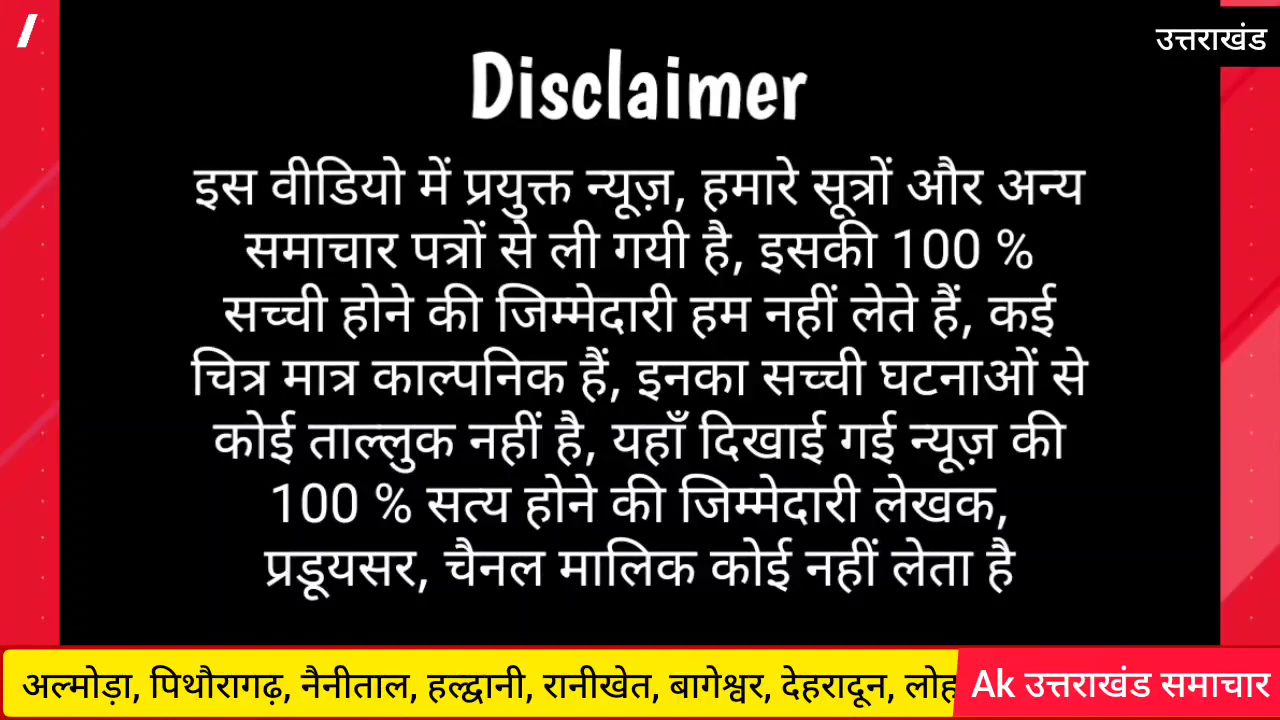 उत्तराखंड
Disclaimer
इस वीडियो में प्रयुक्त न्यूज़, हमारे सूत्रों और अन्य
समाचार पत्रों से ली गयी है, इसकी 100 %
सच्ची होने की जिम्मेदारी हम नहीं लेते हैं, कई
चित्र मात्र काल्पनिक हैं, इनका सच्ची घटनाओं से
कोई ताल्लुक नहीं है, यहाँ दिखाई गई न्यूज़ की
100 % सत्य होने की जिम्मेदारी लेखक,
प्रडूयसर, चैनल मालिक कोई नहीं लेता है
अल्मोड़ा, पिथौरागढ़, नैनीताल, हल्द्वानी, रानीखेत, बागेश्वर, देहरादून,
Ak उत्तराखंड समाचार